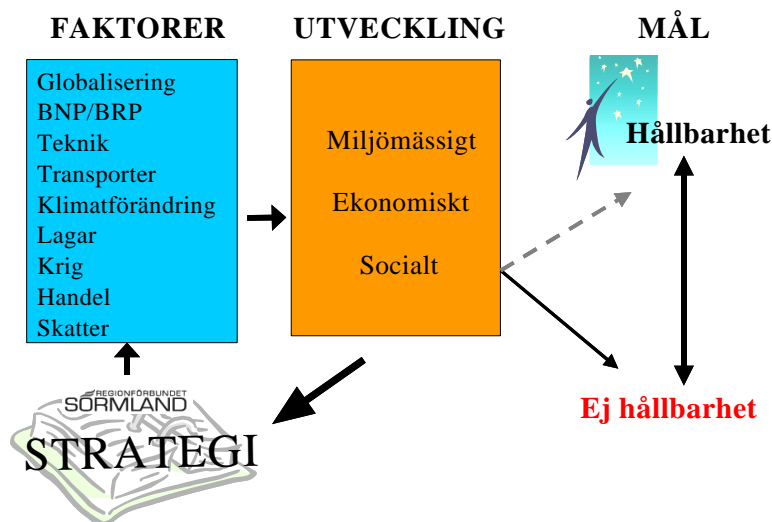 FAKTORER
UTVECKLING
MÅL
Globalisering
BNP/BRP
Teknik
Transporter
Klimatförändring
Lagar
Krig
Handel
Skatter
Miljömässigt
Ekonomiskt
Socialt
Hållbarhet
Ej hållbarhet
REGIONFÖRBUNDET
SÖRMLAND
STRATEGI